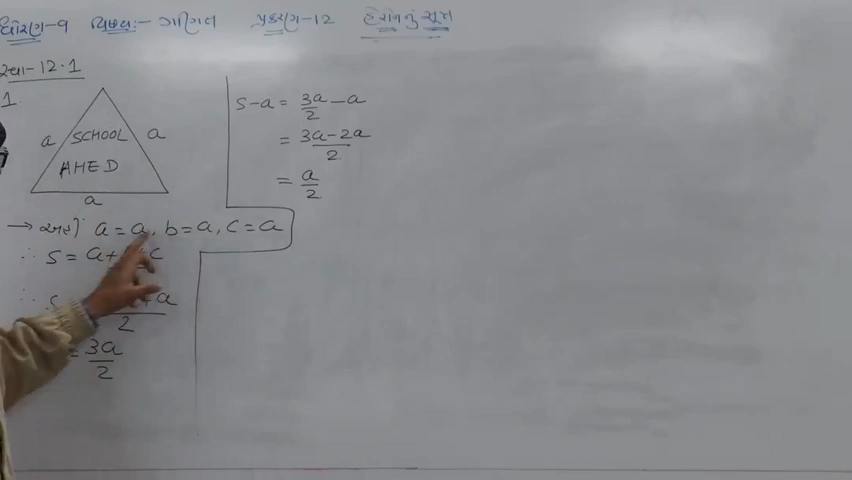 ધોરણ-૧ વિષય:- ગણિત પ્રકરણ-12 હેરોનનું સૂત્ર
12.1
1.
SCHOOL
AHED
a
a
a
→ અહીં a = a, b = a, c = a
∴ s = a+ c
∴ s +a
2
= 3a
2
s-a = 3a/2 - a
= 3a-2a/2
= a/2